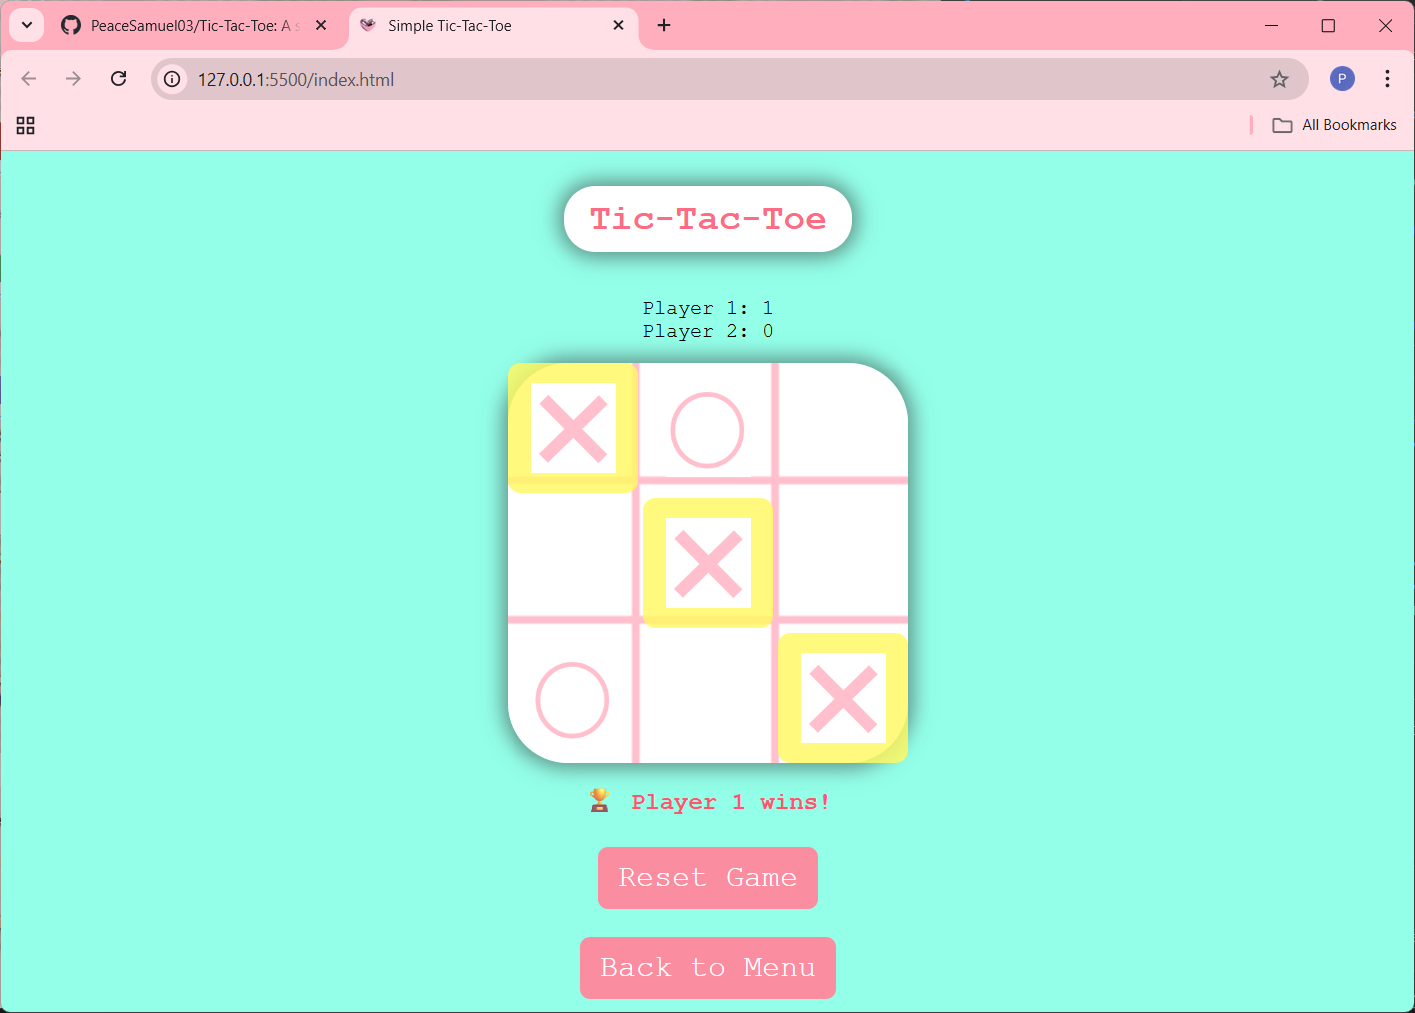 PeaceSamuel03/Tic-Tac-Toe: A s
Simple Tic-Tac-Toe
127.0.0.1:5500/index.html
P
All Bookmarks
Tic-Tac-Toe
Player 1: 1
Player 2: 0
🏆 Player 1 wins!
Reset Game
Back to Menu